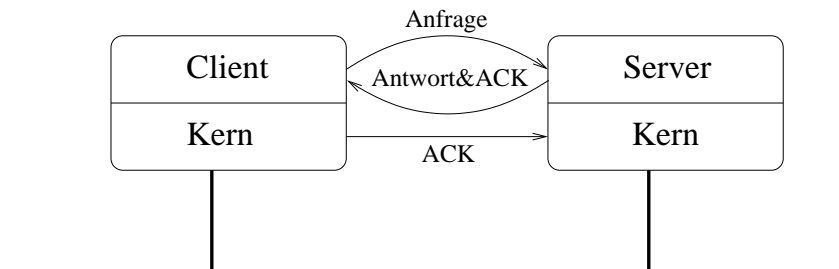 Anfrage
Client
Antwort&ACK
Server
Kern
ACK
Kern